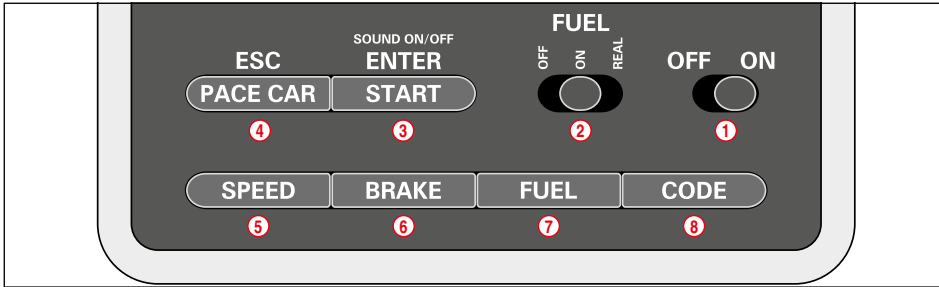 FUEL
SOUND ON/OFF
ESC ENTER OFF ON REAL OFF ON
PACE CAR START
4 3 2 1
SPEED BRAKE FUEL CODE
5 6 7 8